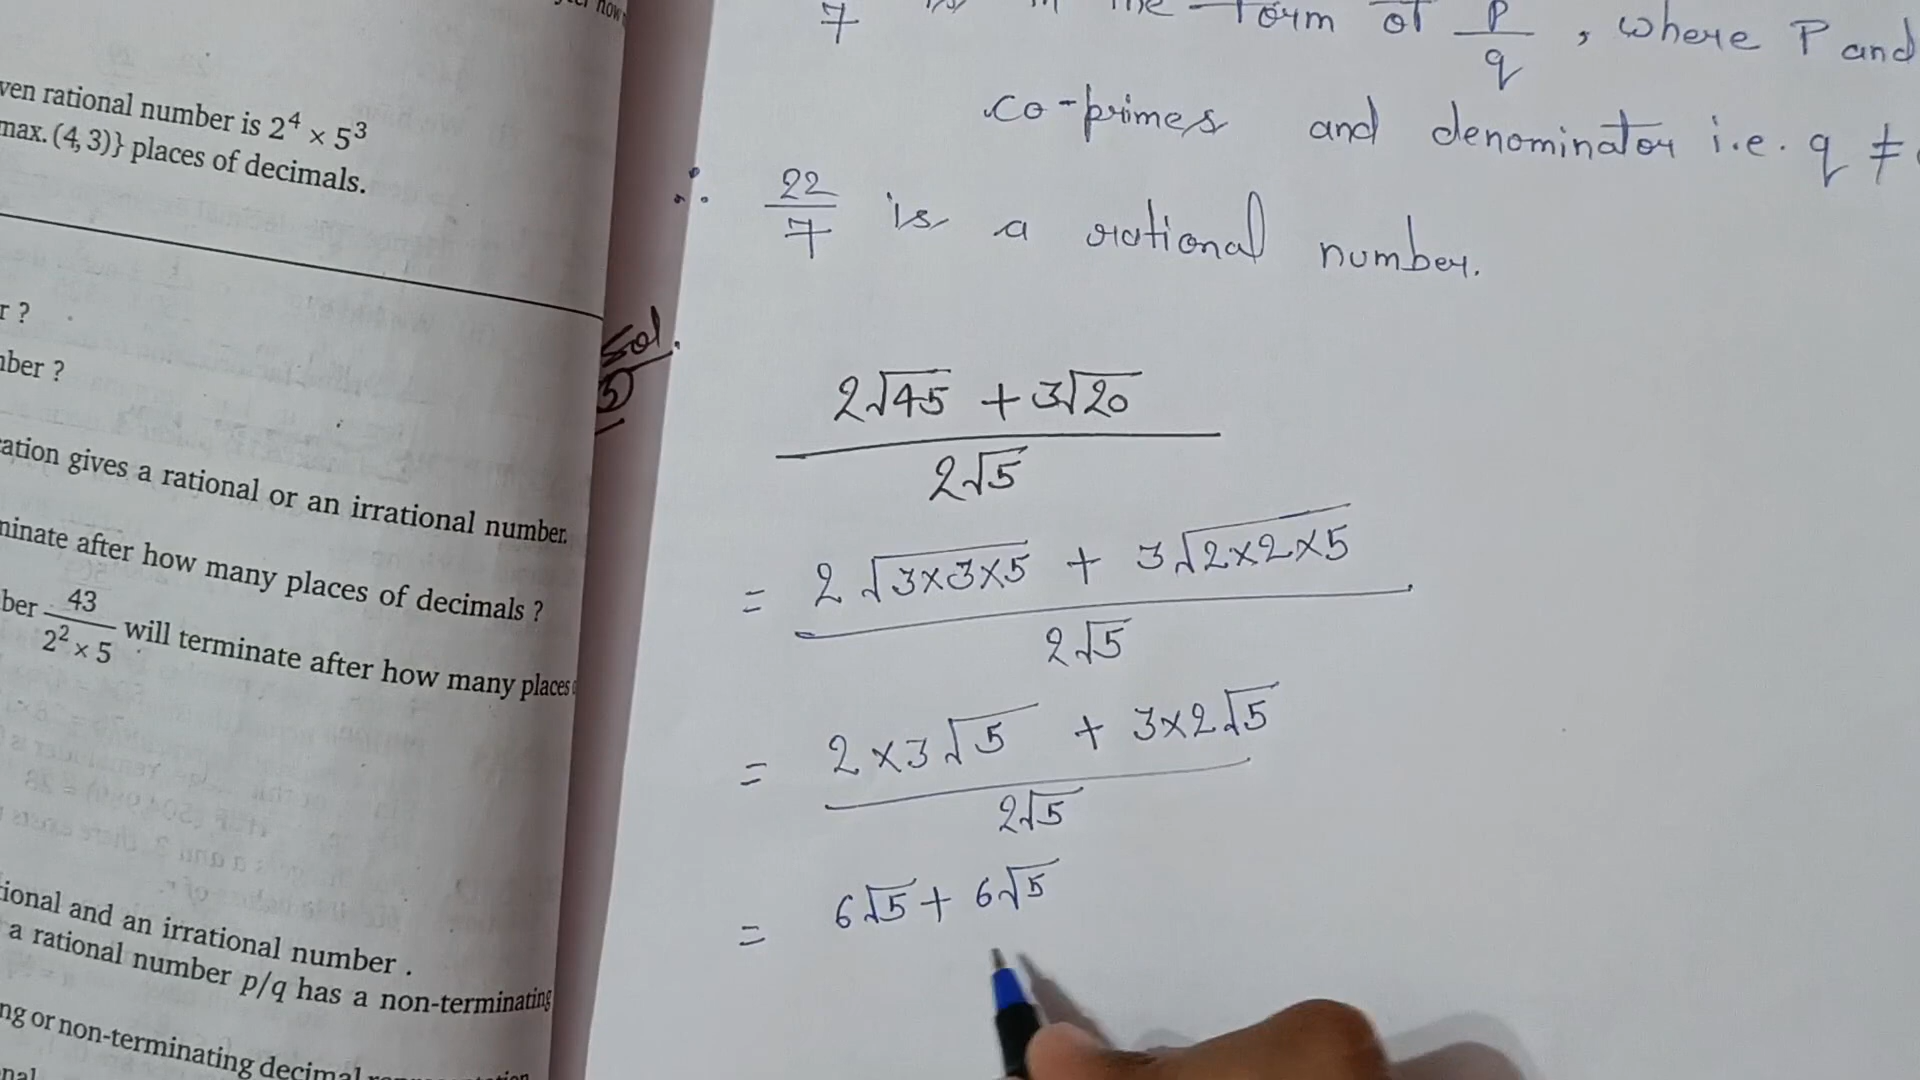 ven rational number is 2⁴ × 5³
max. (4, 3)} places of decimals.
r ?
ber ?
ation gives a rational or an irrational number.
minate after how many places of decimals ?
ber 43/(2² × 5) will terminate after how many places
ional and an irrational number .
a rational number p/q has a non-terminating
ng or non-terminating decimal
nal
7 in the form of P/q , where P and
co-primes and denominator i.e. q ≠
∴ 22/7 is a rational number.
Sol.
(2√45 + 3√20) / 2√5
= (2√3×3×5 + 3√2×2×5) / 2√5
= (2×3√5 + 3×2√5) / 2√5
= 6√5 + 6√5